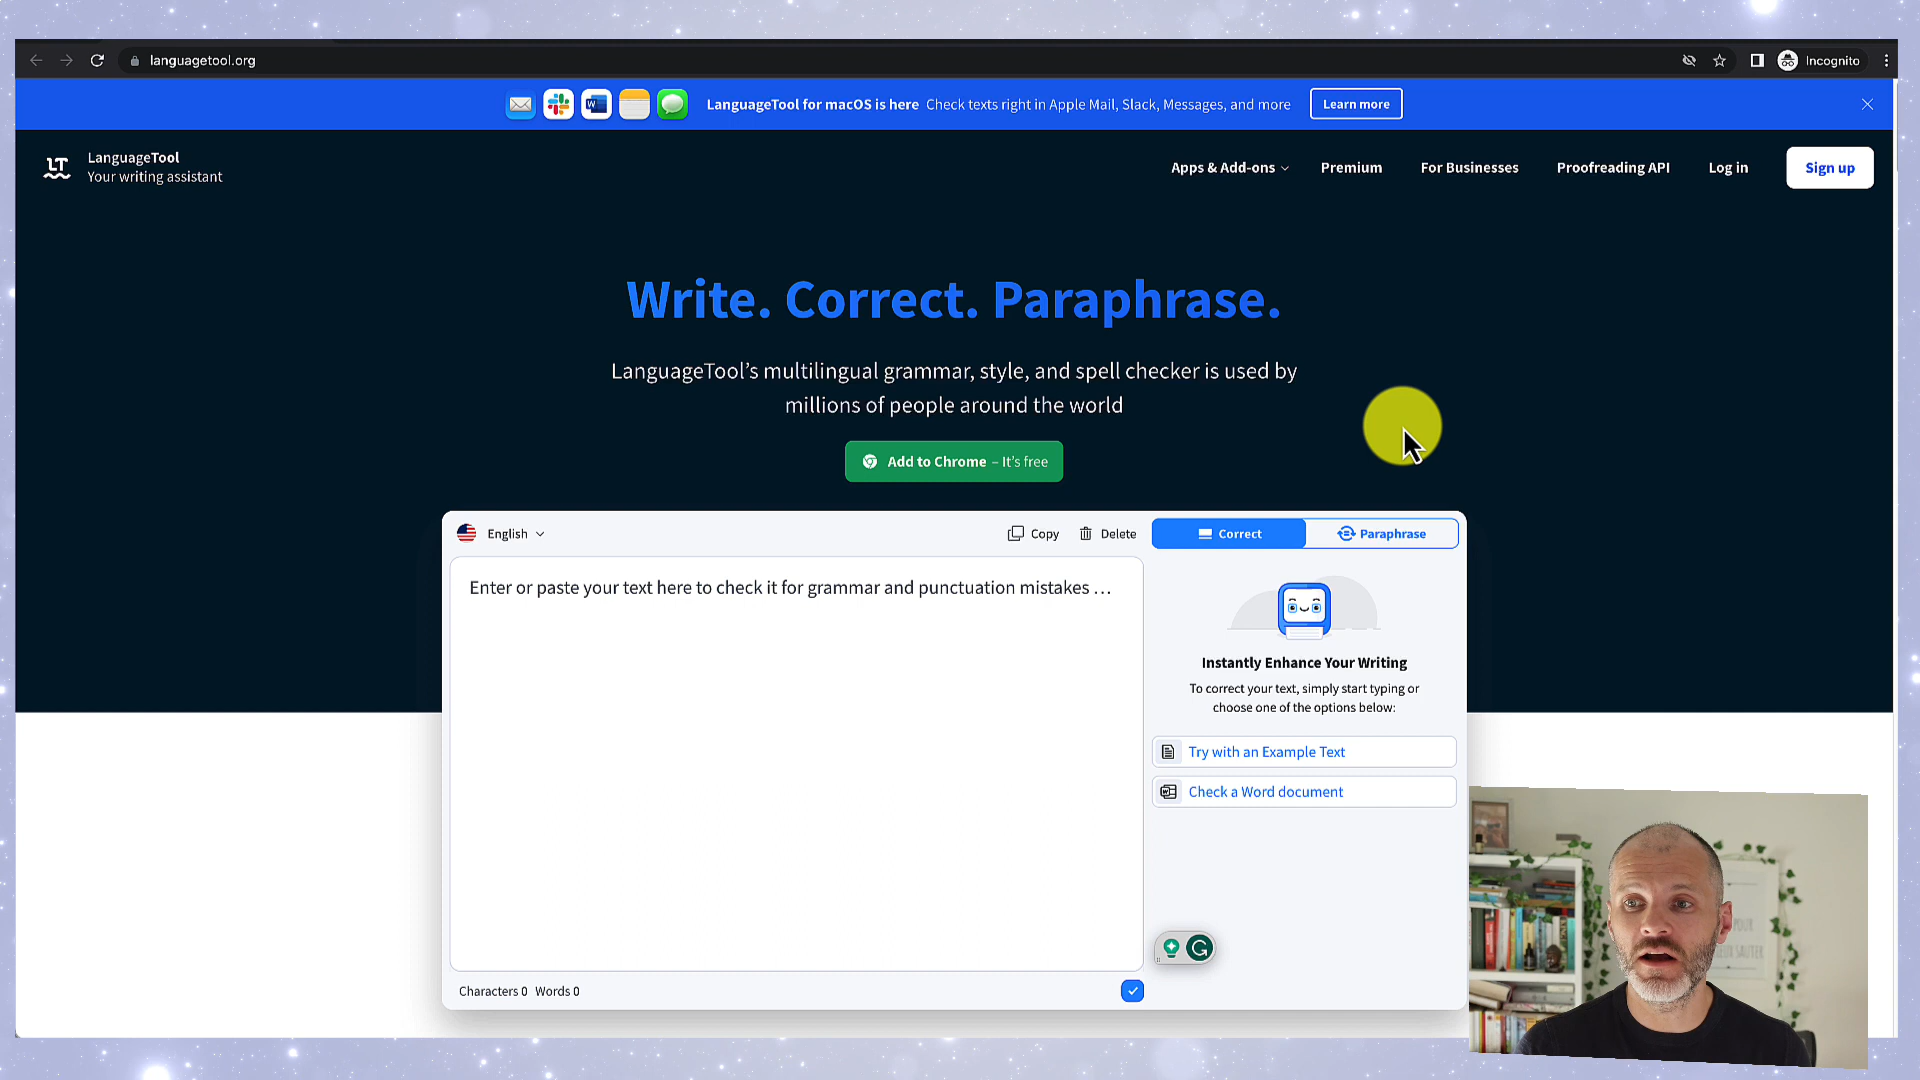 languagetool.org
Incognito
LanguageTool for macOS is here Check texts right in Apple Mail, Slack, Messages, and more Learn more
LanguageTool
Your writing assistant
Apps & Add-ons Premium For Businesses Proofreading API Log in Sign up
Write. Correct. Paraphrase.
LanguageTool's multilingual grammar, style, and spell checker is used by
millions of people around the world
Add to Chrome – It's free
English Copy Delete Correct Paraphrase
Enter or paste your text here to check it for grammar and punctuation mistakes …
Instantly Enhance Your Writing
To correct your text, simply start typing or
choose one of the options below:
Try with an Example Text
Check a Word document
Characters 0 Words 0